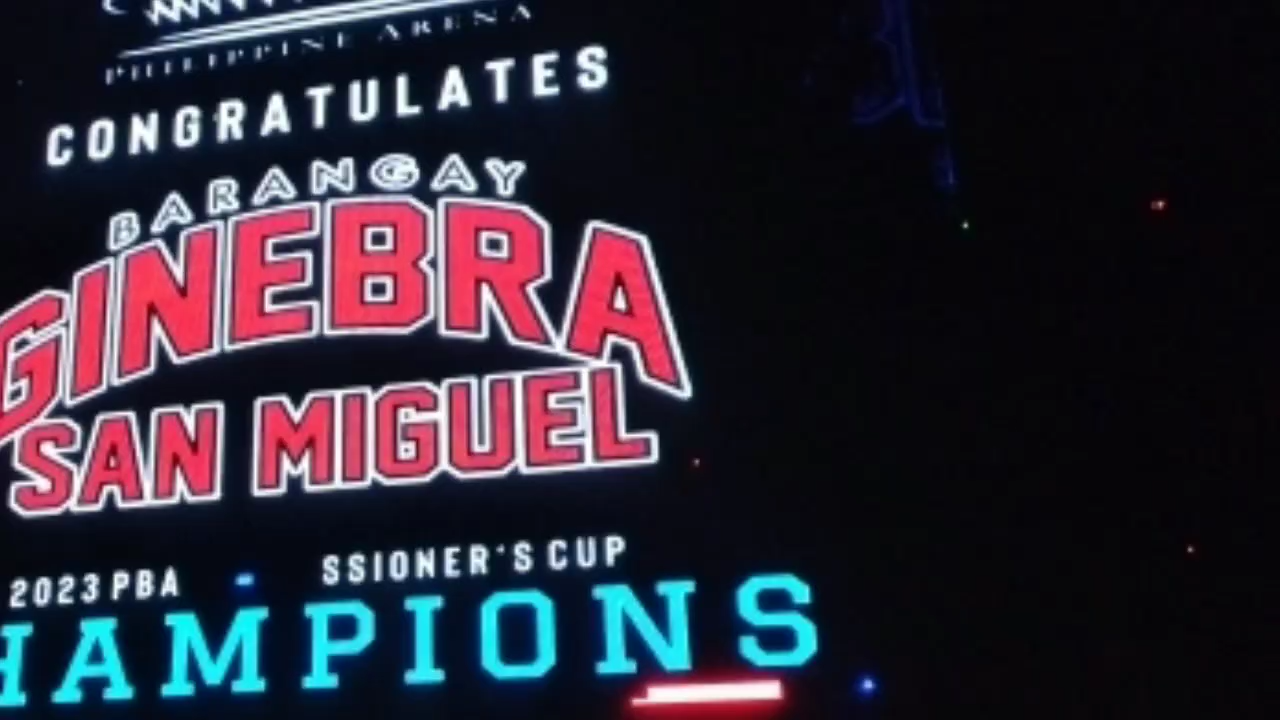 PHILIPPINE ARENA
CONGRATULATES
BARANGAY
GINEBRA
SAN MIGUEL
2023 PBA SSIONER'S CUP
HAMPIONS